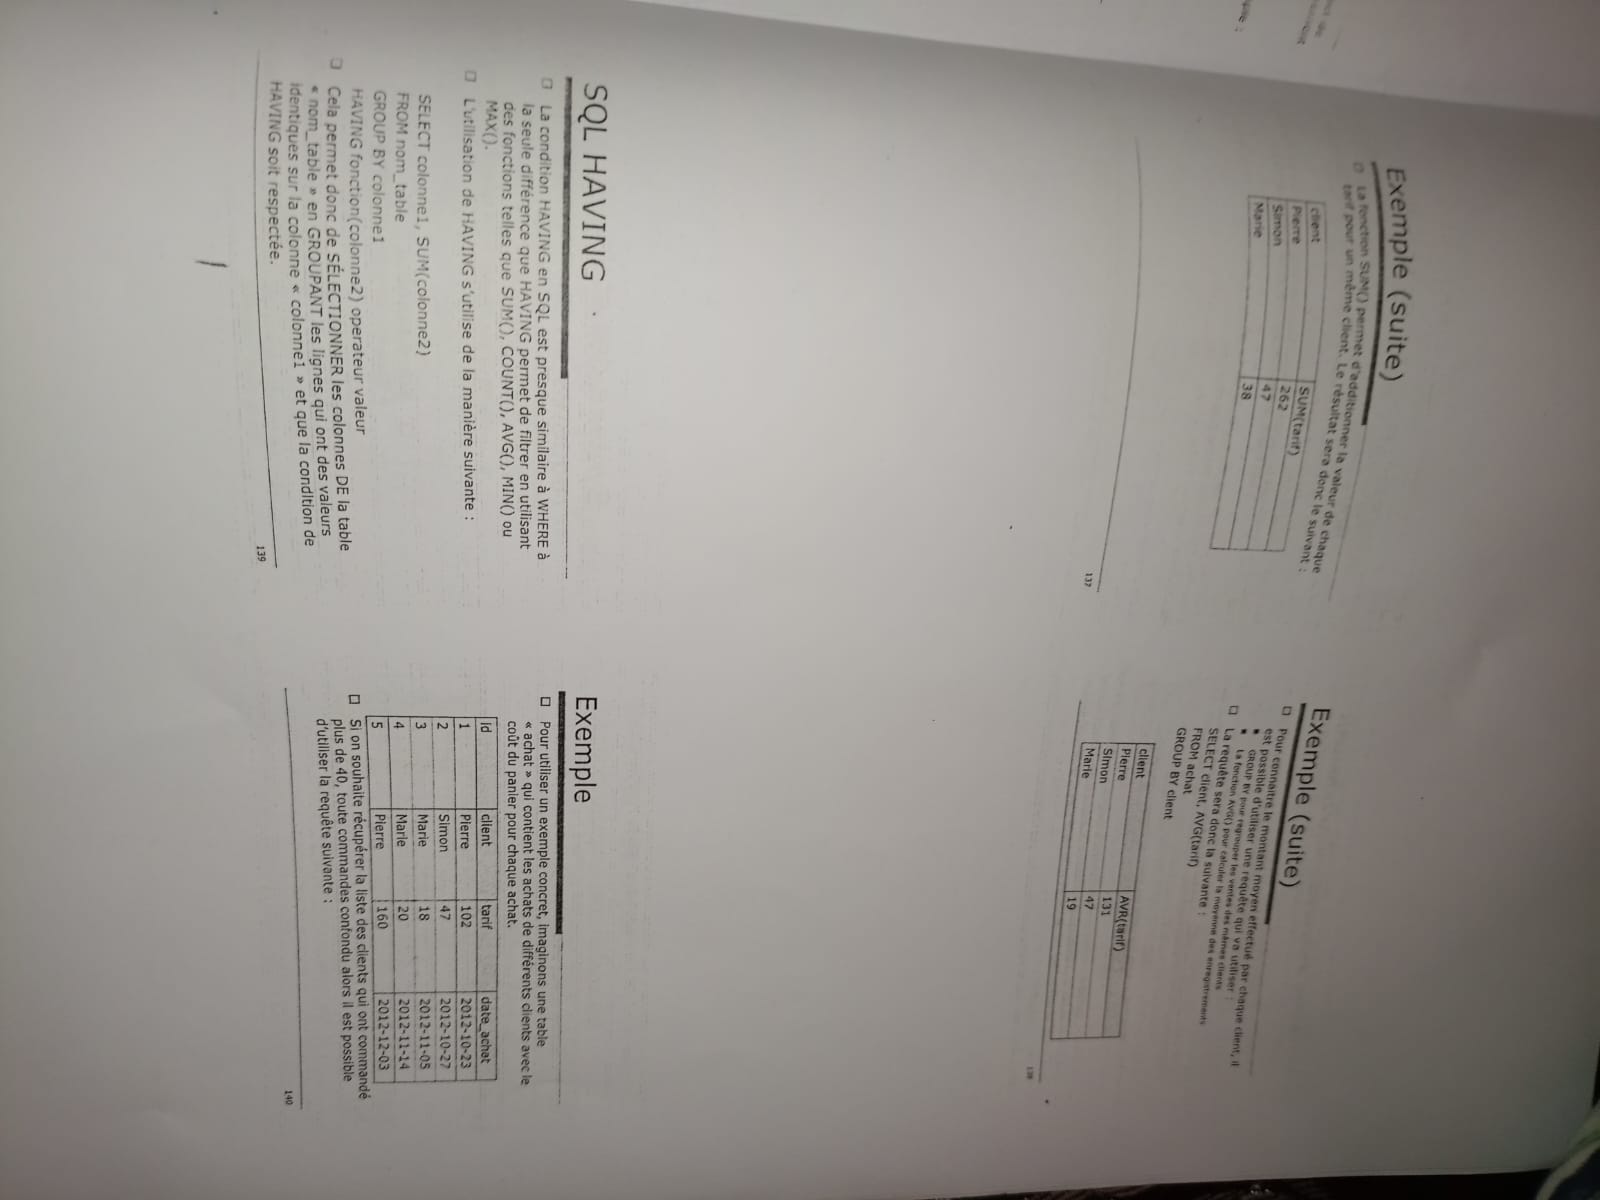 Exemple (suite)
La fonction SUM() permet d'additionner la valeur de chaque
tarif pour un même client. Le résultat sera donc le suivant :
client SUM(tarif)
Pierre 262
Simon 47
Marie 38
137
Exemple (suite)
Pour connaitre le montant moyen effectué par chaque client, il
est possible d'utiliser une requête qui va utiliser :
GROUP BY pour regrouper les ventes des mêmes clients
La fonction AVG() pour calculer la moyenne des enregistrements
La requête sera donc la suivante :
SELECT client, AVG(tarif)
FROM achat
GROUP BY client
client AVR(tarif)
Pierre 131
Simon 47
Marie 19
138
SQL HAVING
La condition HAVING en SQL est presque similaire à WHERE à
la seule différence que HAVING permet de filtrer en utilisant
des fonctions telles que SUM(), COUNT(), AVG(), MIN() ou
MAX().
L'utilisation de HAVING s'utilise de la manière suivante :
SELECT colonne1, SUM(colonne2)
FROM nom_table
GROUP BY colonne1
HAVING fonction(colonne2) operateur valeur
Cela permet donc de SÉLECTIONNER les colonnes DE la table
« nom_table » en GROUPANT les lignes qui ont des valeurs
identiques sur la colonne « colonne1 » et que la condition de
HAVING soit respectée.
139
Exemple
Pour utiliser un exemple concret, imaginons une table
« achat » qui contient les achats de différents clients avec le
coût du panier pour chaque achat.
id client tarif date_achat
1 Pierre 102 2012-10-23
2 Simon 47 2012-10-27
3 Marie 18 2012-11-05
4 Marie 20 2012-11-14
5 Pierre 160 2012-12-03
Si on souhaite récupérer la liste des clients qui ont commandé
plus de 40, toute commandes confondu alors il est possible
d'utiliser la requête suivante :
140